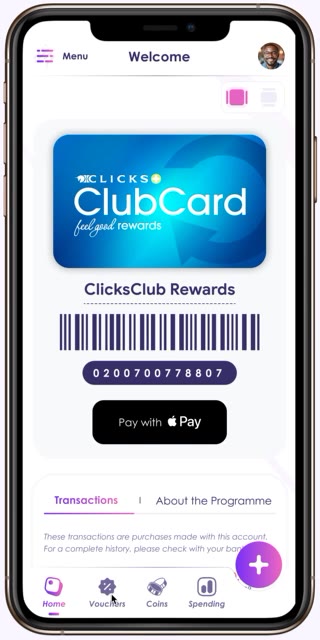 Menu
Welcome
CLICKS
ClubCard
feel good rewards
ClicksClub Rewards
0200700778807
Pay with Pay
Transactions
About the Programme
These transactions are purchases made with this account.
For a complete history, please check with your
Home
Vouchers
Coins
Spending